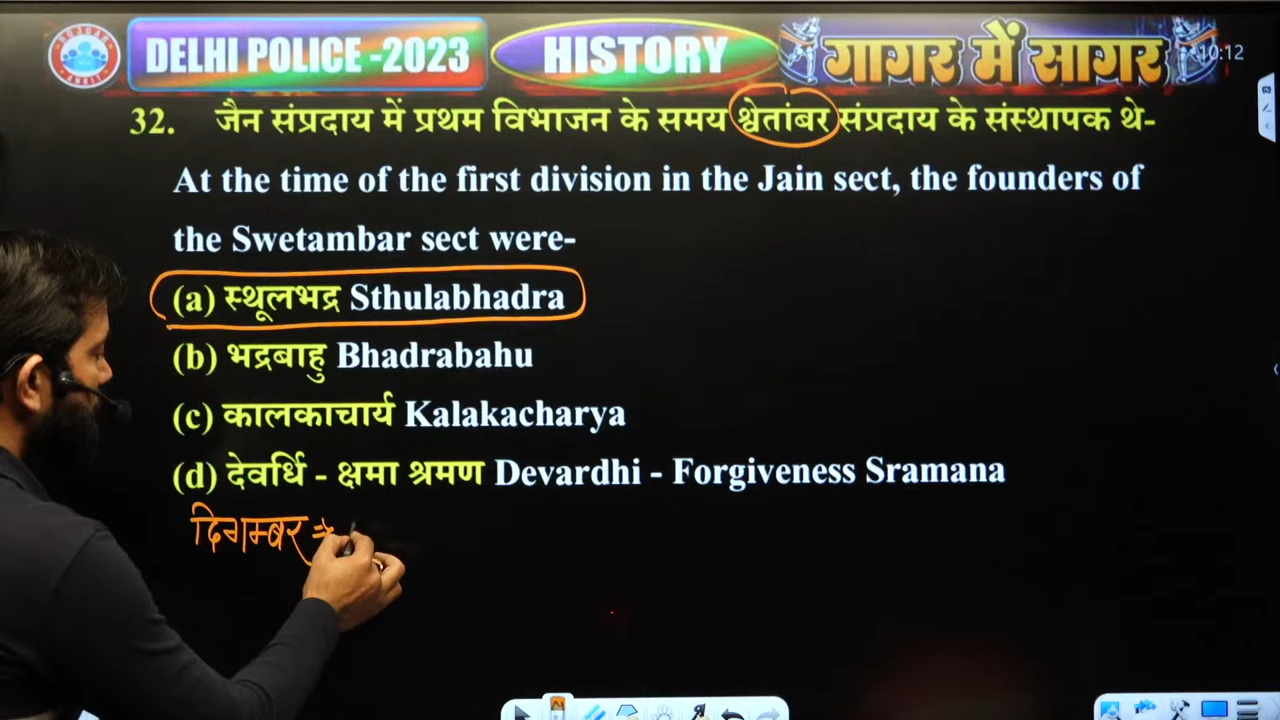 ROJGAR
ANKIT
DELHI POLICE -2023
HISTORY
गागर में सागर
10:12
32. जैन संप्रदाय में प्रथम विभाजन के समय श्वेतांबर संप्रदाय के संस्थापक थे-
At the time of the first division in the Jain sect, the founders of
the Swetambar sect were-
(a) स्थूलभद्र Sthulabhadra
(b) भद्रबाहु Bhadrabahu
(c) कालकाचार्य Kalakacharya
(d) देवर्धि - क्षमा श्रमण Devardhi - Forgiveness Sramana
दिगम्बर ⇒